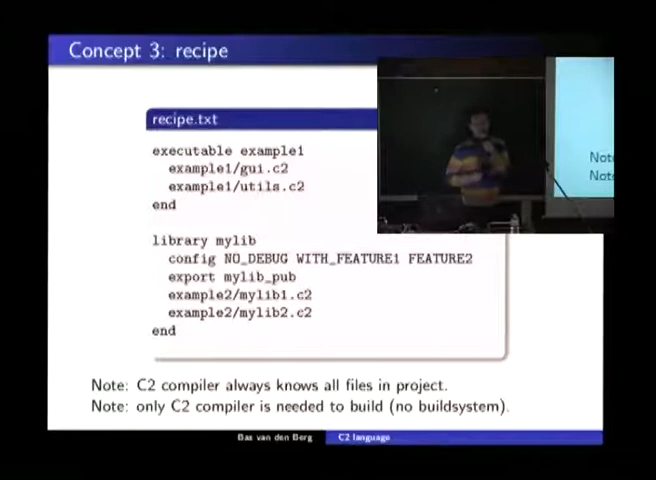 Concept 3: recipe
recipe.txt
executable example1
example1/gui.c2
example1/utils.c2
end
library mylib
config NO_DEBUG WITH_FEATURE1 FEATURE2
export mylib_pub
example2/mylib1.c2
example2/mylib2.c2
end
Note: C2 compiler always knows all files in project.
Note: only C2 compiler is needed to build (no buildsystem).
Bas van den Berg C2 language
Not
Not